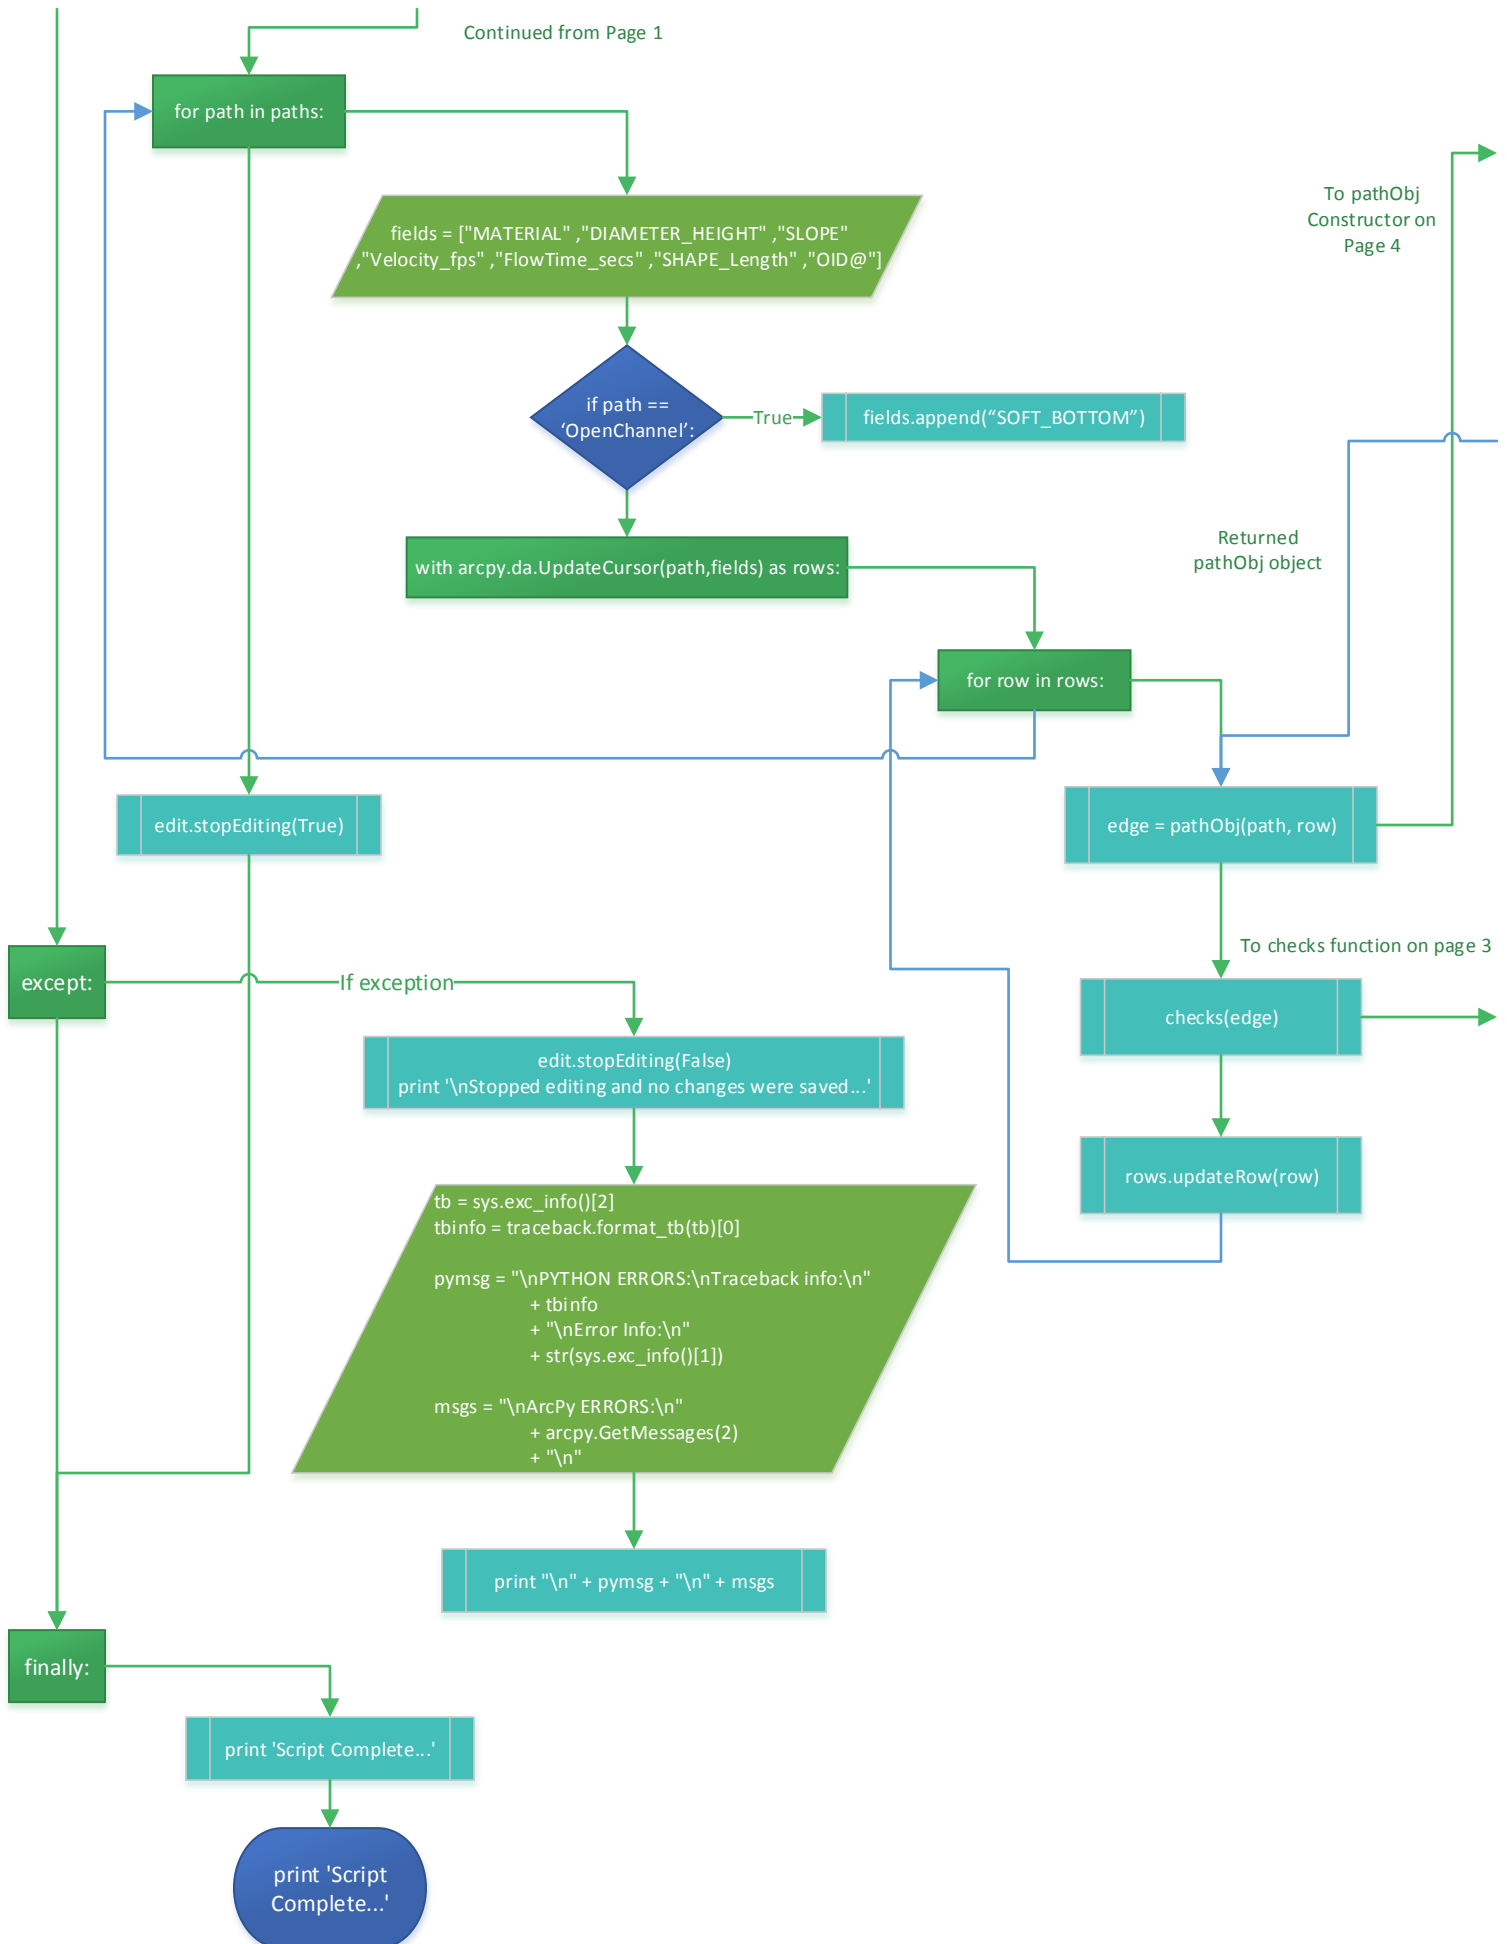 Continued from Page 1
for path in paths:
To pathObj
Constructor on
Page 4
fields = ["MATERIAL" ,"DIAMETER_HEIGHT" ,"SLOPE"
,"Velocity_fps" ,"FlowTime_secs" ,"SHAPE_Length" ,"OID@"]
if path ==
‘OpenChannel’:
True
fields.append(“SOFT_BOTTOM”)
Returned
pathObj object
with arcpy.da.UpdateCursor(path,fields) as rows:
for row in rows:
edit.stopEditing(True)
edge = pathObj(path, row)
To checks function on page 3
except:
If exception
checks(edge)
edit.stopEditing(False)
print '\nStopped editing and no changes were saved...'
rows.updateRow(row)
tb = sys.exc_info()[2]
tbinfo = traceback.format_tb(tb)[0]
pymsg = "\nPYTHON ERRORS:\nTraceback info:\n"
+ tbinfo
+ "\nError Info:\n"
+ str(sys.exc_info()[1])
msgs = "\nArcPy ERRORS:\n"
+ arcpy.GetMessages(2)
+ "\n"
print "\n" + pymsg + "\n" + msgs
finally:
print 'Script Complete...'
print 'Script
Complete...'